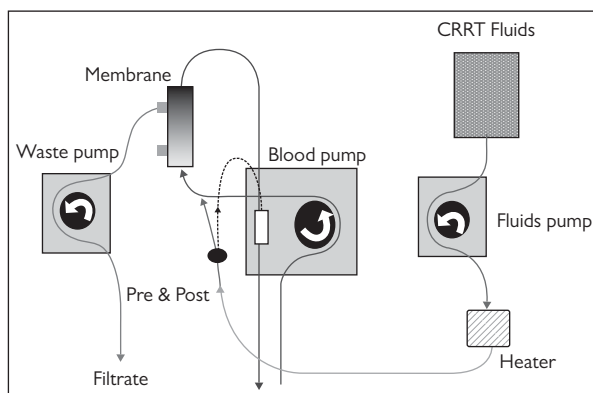 CRRT Fluids
Membrane
Waste pump
Blood pump
Fluids pump
Pre & Post
Heater
Filtrate